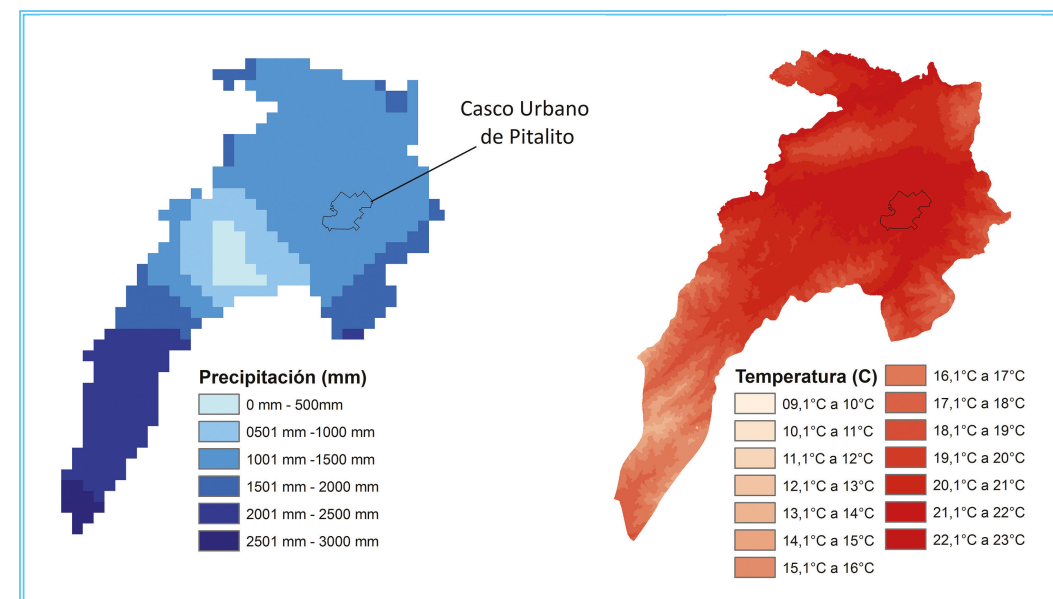 Casco Urbano
de Pitalito
Precipitación (mm)
0 mm - 500mm
0501 mm -1000 mm
1001 mm -1500 mm
1501 mm - 2000 mm
2001 mm - 2500 mm
2501 mm - 3000 mm
Temperatura (C)
09,1°C a 10°C
10,1°C a 11°C
11,1°C a 12°C
12,1°C a 13°C
13,1°C a 14°C
14,1°C a 15°C
15,1°C a 16°C
16,1°C a 17°C
17,1°C a 18°C
18,1°C a 19°C
19,1°C a 20°C
20,1°C a 21°C
21,1°C a 22°C
22,1°C a 23°C